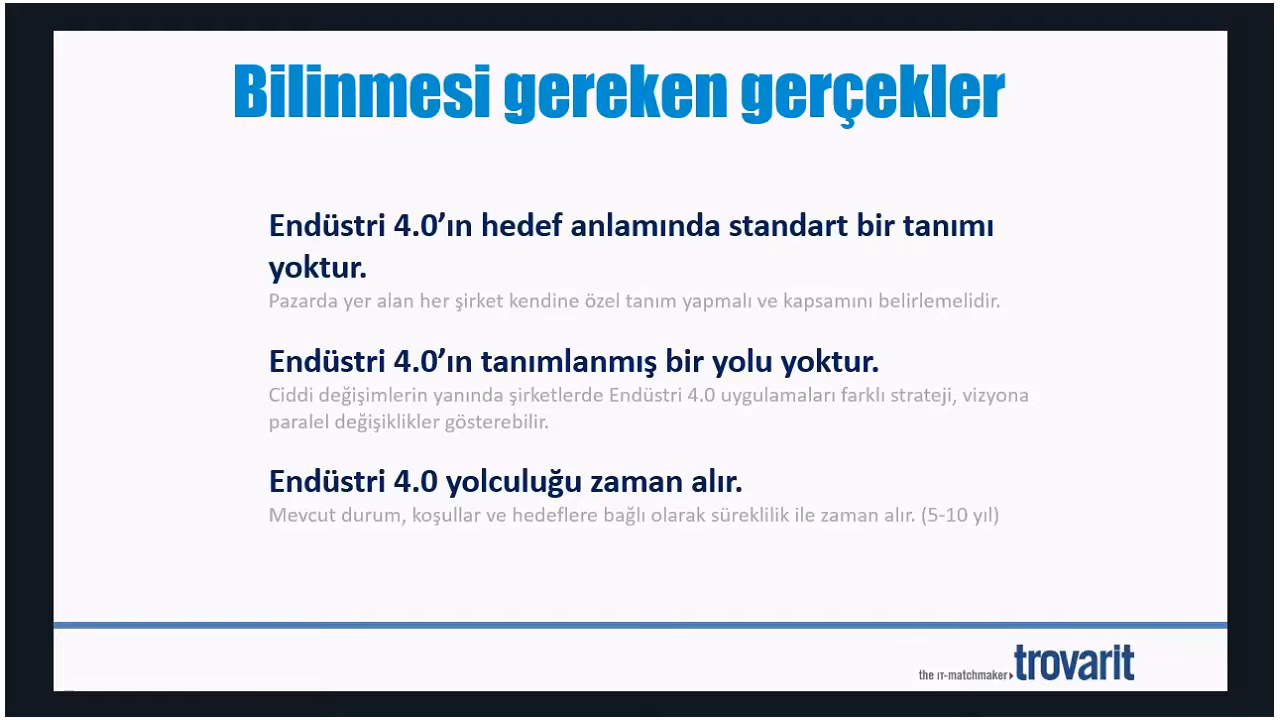 Bilinmesi gereken gerçekler
Endüstri 4.0’ın hedef anlamında standart bir tanımı
yoktur.
Pazarda yer alan her şirket kendine özel tanım yapmalı ve kapsamını belirlemelidir.
Endüstri 4.0’ın tanımlanmış bir yolu yoktur.
Ciddi değişimlerin yanında şirketlerde Endüstri 4.0 uygulamaları farklı strateji, vizyona
paralel değişiklikler gösterebilir.
Endüstri 4.0 yolculuğu zaman alır.
Mevcut durum, koşullar ve hedeflere bağlı olarak süreklilik ile zaman alır. (5-10 yıl)
the IT-matchmaker trovarit